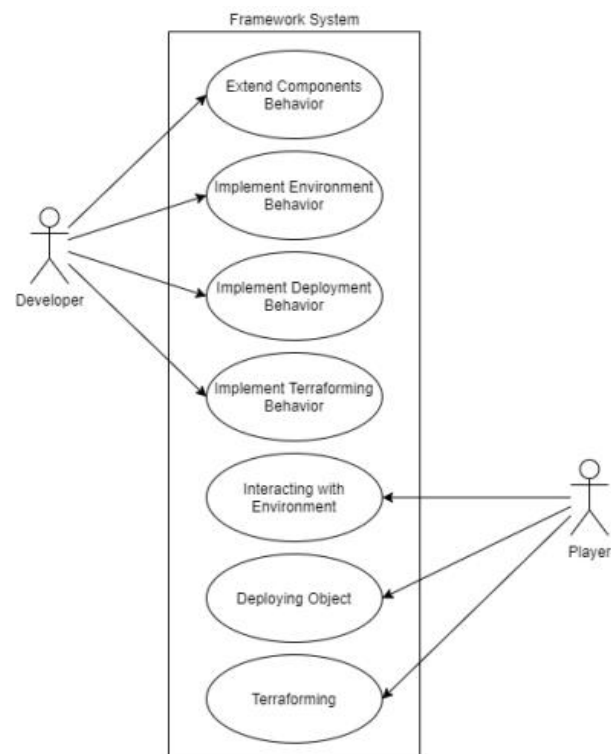 Framework System
Extend Components
Behavior
Implement Environment
Behavior
Developer
Implement Deployment
Behavior
Implement Terraforming
Behavior
Interacting with
Environment
Player
Deploying Object
Terraforming